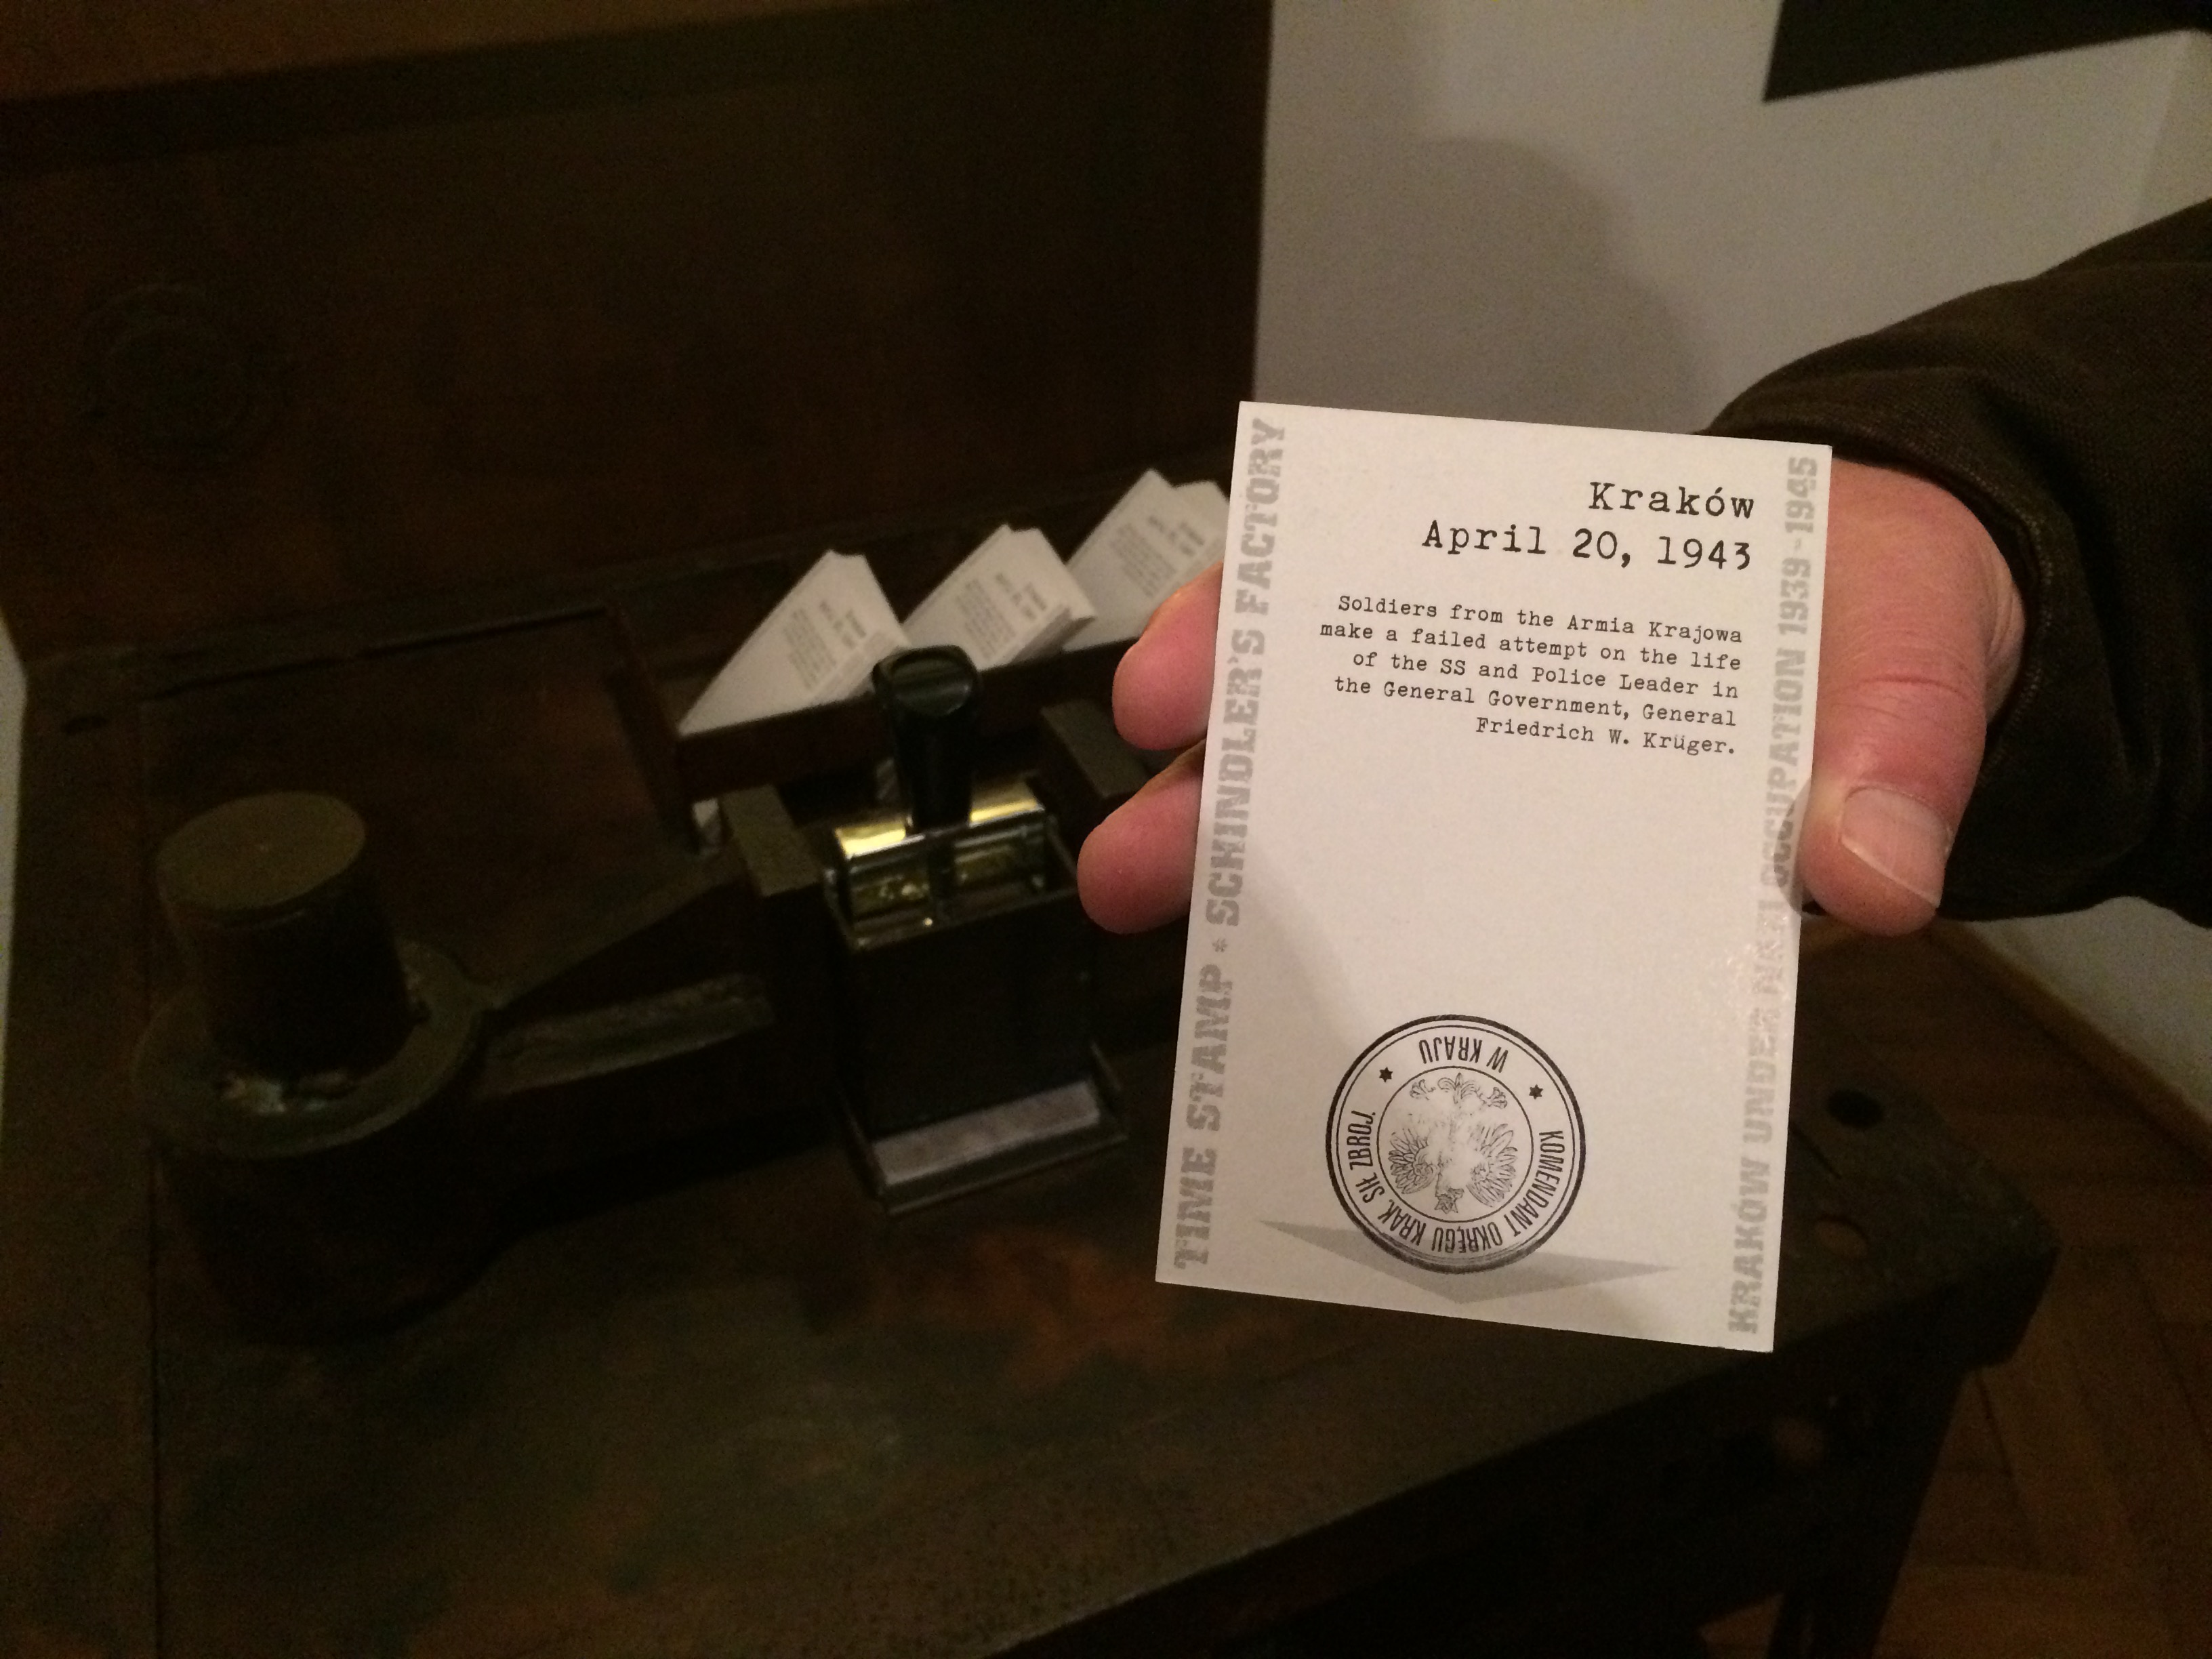 Kraków
April 20, 1943
Soldiers from the Armia Krajowa
make a failed attempt on the life
of the SS and Police Leader in
the General Government, General
Friedrich W. Krüger.
TIME STAMP * SCHINDLER'S FACTORY
KRAKÓW UNDER NAZI OCCUPATION 1939-1945
KOMENDANT OKRĘGU KRAK. SIŁ ZBROJ.
W KRAJU